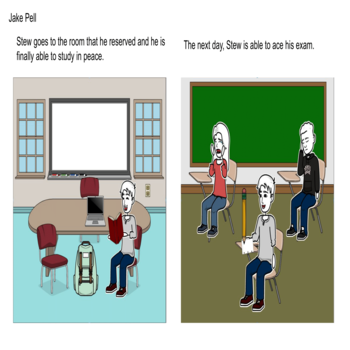 Jake Pell
Stew goes to the room that he reserved and he is
finally able to study in peace.
The next day, Stew is able to ace his exam.